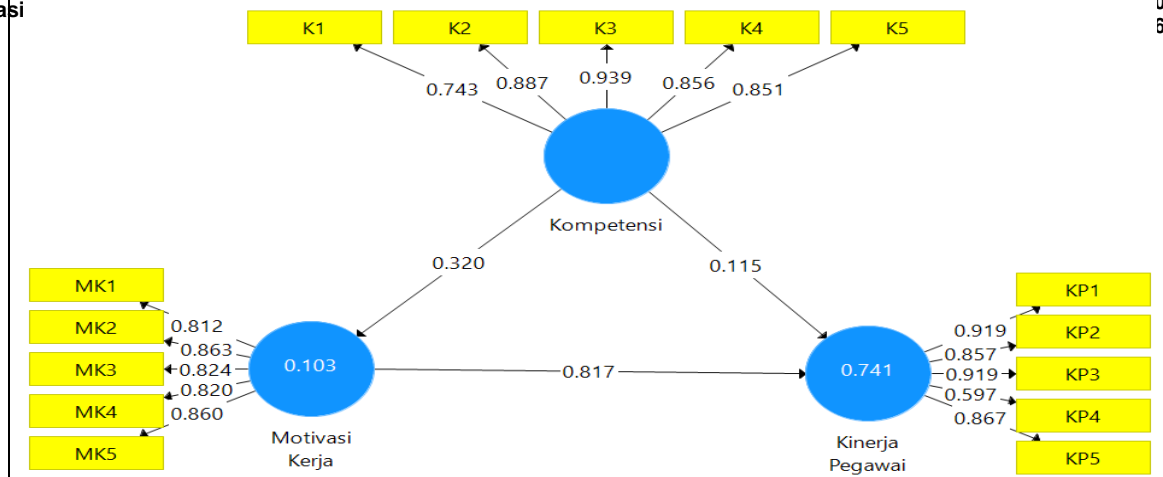 asi
K1
K2
K3
K4
K5
0.743
0.887
0.939
0.856
0.851
Kompetensi
0.320
0.115
MK1
MK2
MK3
MK4
MK5
0.812
0.863
0.824
0.820
0.860
0.103
Motivasi
Kerja
0.817
0.741
Kinerja
Pegawai
0.919
0.857
0.919
0.597
0.867
KP1
KP2
KP3
KP4
KP5